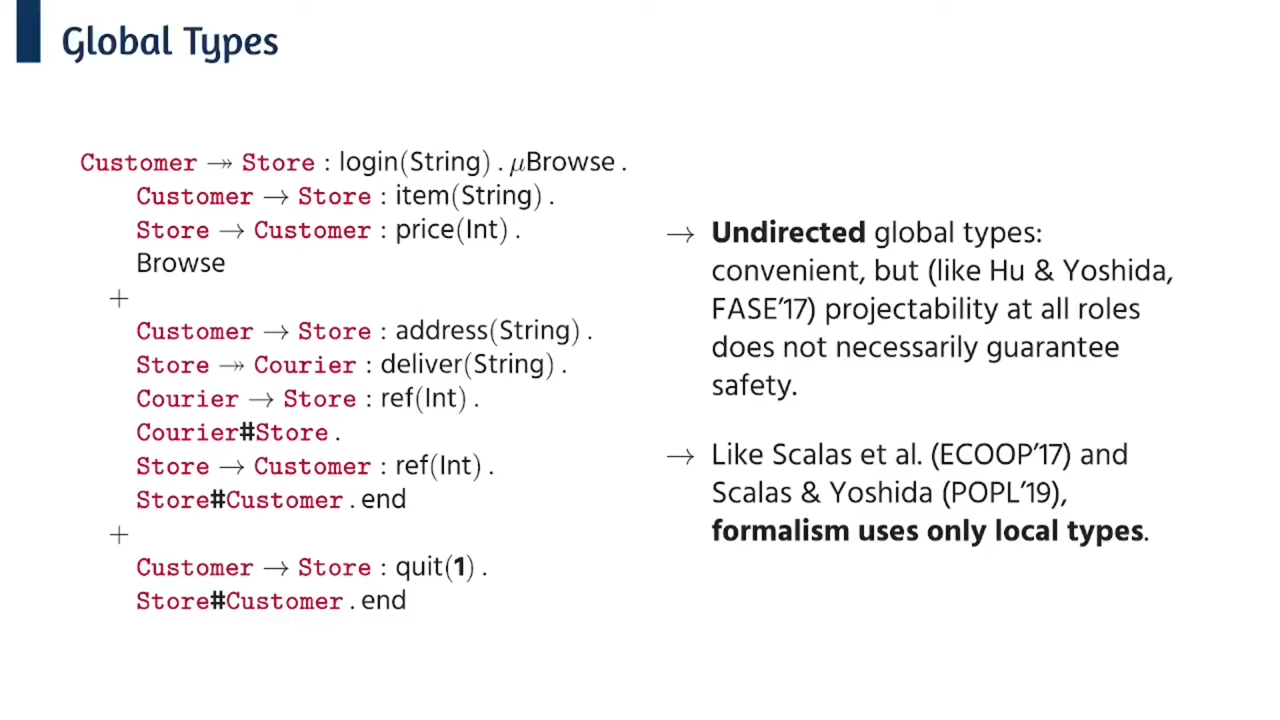 Global Types
Customer ↠ Store : login(String) . μBrowse .
Customer → Store : item(String) .
Store → Customer : price(Int) .
Browse
+
Customer → Store : address(String) .
Store ↠ Courier : deliver(String) .
Courier → Store : ref(Int) .
Courier#Store .
Store → Customer : ref(Int) .
Store#Customer . end
+
Customer → Store : quit(1) .
Store#Customer . end
→ Undirected global types:
convenient, but (like Hu & Yoshida,
FASE'17) projectability at all roles
does not necessarily guarantee
safety.
→ Like Scalas et al. (ECOOP'17) and
Scalas & Yoshida (POPL'19),
formalism uses only local types.